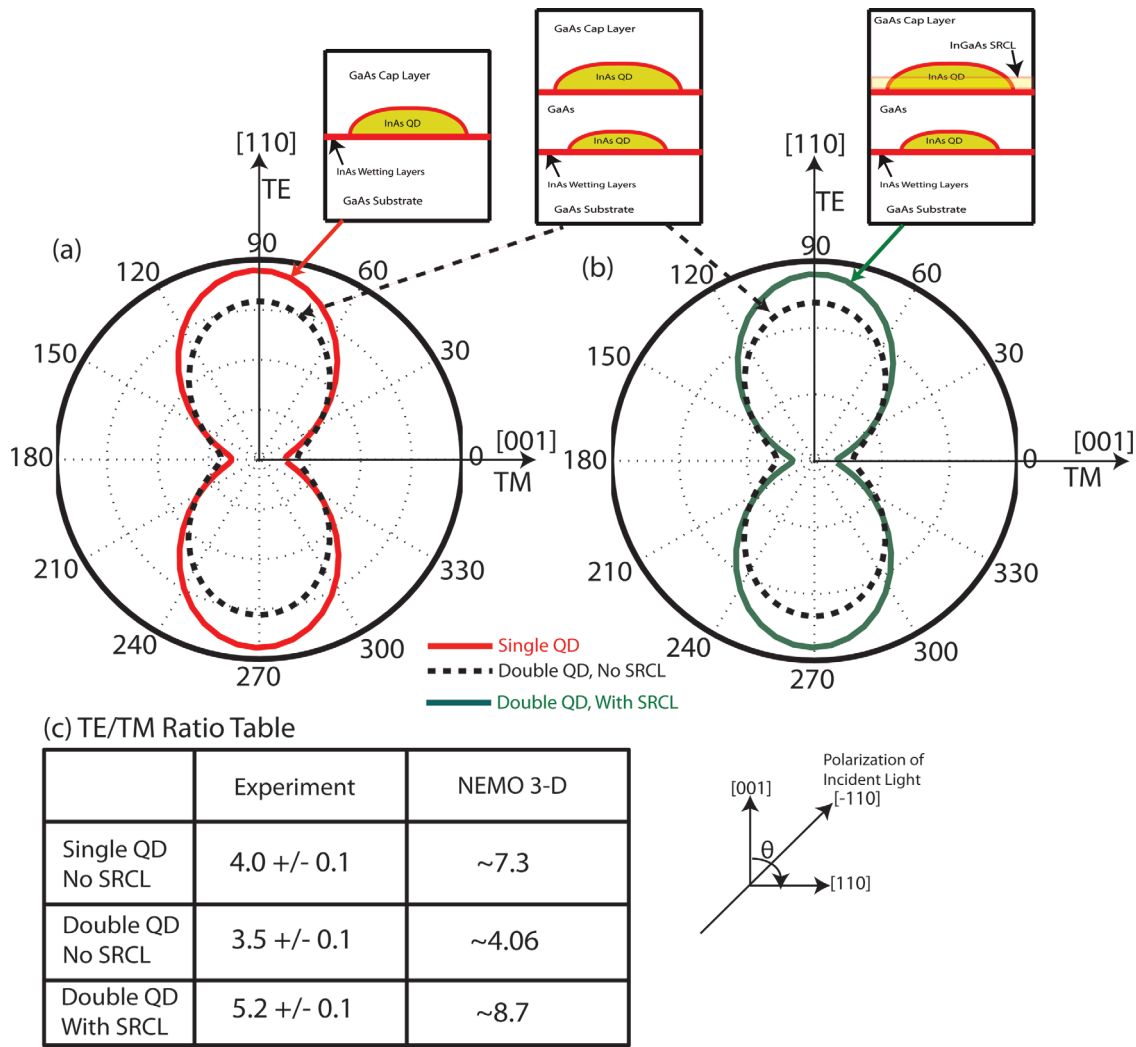 GaAs Cap Layer
InAs QD
InAs Wetting Layers
GaAs Substrate
GaAs Cap Layer
InAs QD
GaAs
InAs QD
InAs Wetting Layers
GaAs Substrate
GaAs Cap Layer
InGaAs SRCL
InAs QD
GaAs
InAs QD
InAs Wetting Layers
GaAs Substrate
(a)
[110]
TE
90
120
60
150
30
180
[001]
0
TM
210
330
240
300
270
(b)
[110]
TE
90
120
60
150
30
180
[001]
0
TM
210
330
240
300
270
Single QD
Double QD, No SRCL
Double QD, With SRCL
(c) TE/TM Ratio Table
Experiment
NEMO 3-D
Single QD
No SRCL
4.0 +/- 0.1
~7.3
Double QD
No SRCL
3.5 +/- 0.1
~4.06
Double QD
With SRCL
5.2 +/- 0.1
~8.7
Polarization of
Incident Light
[-110]
[001]
θ
[110]